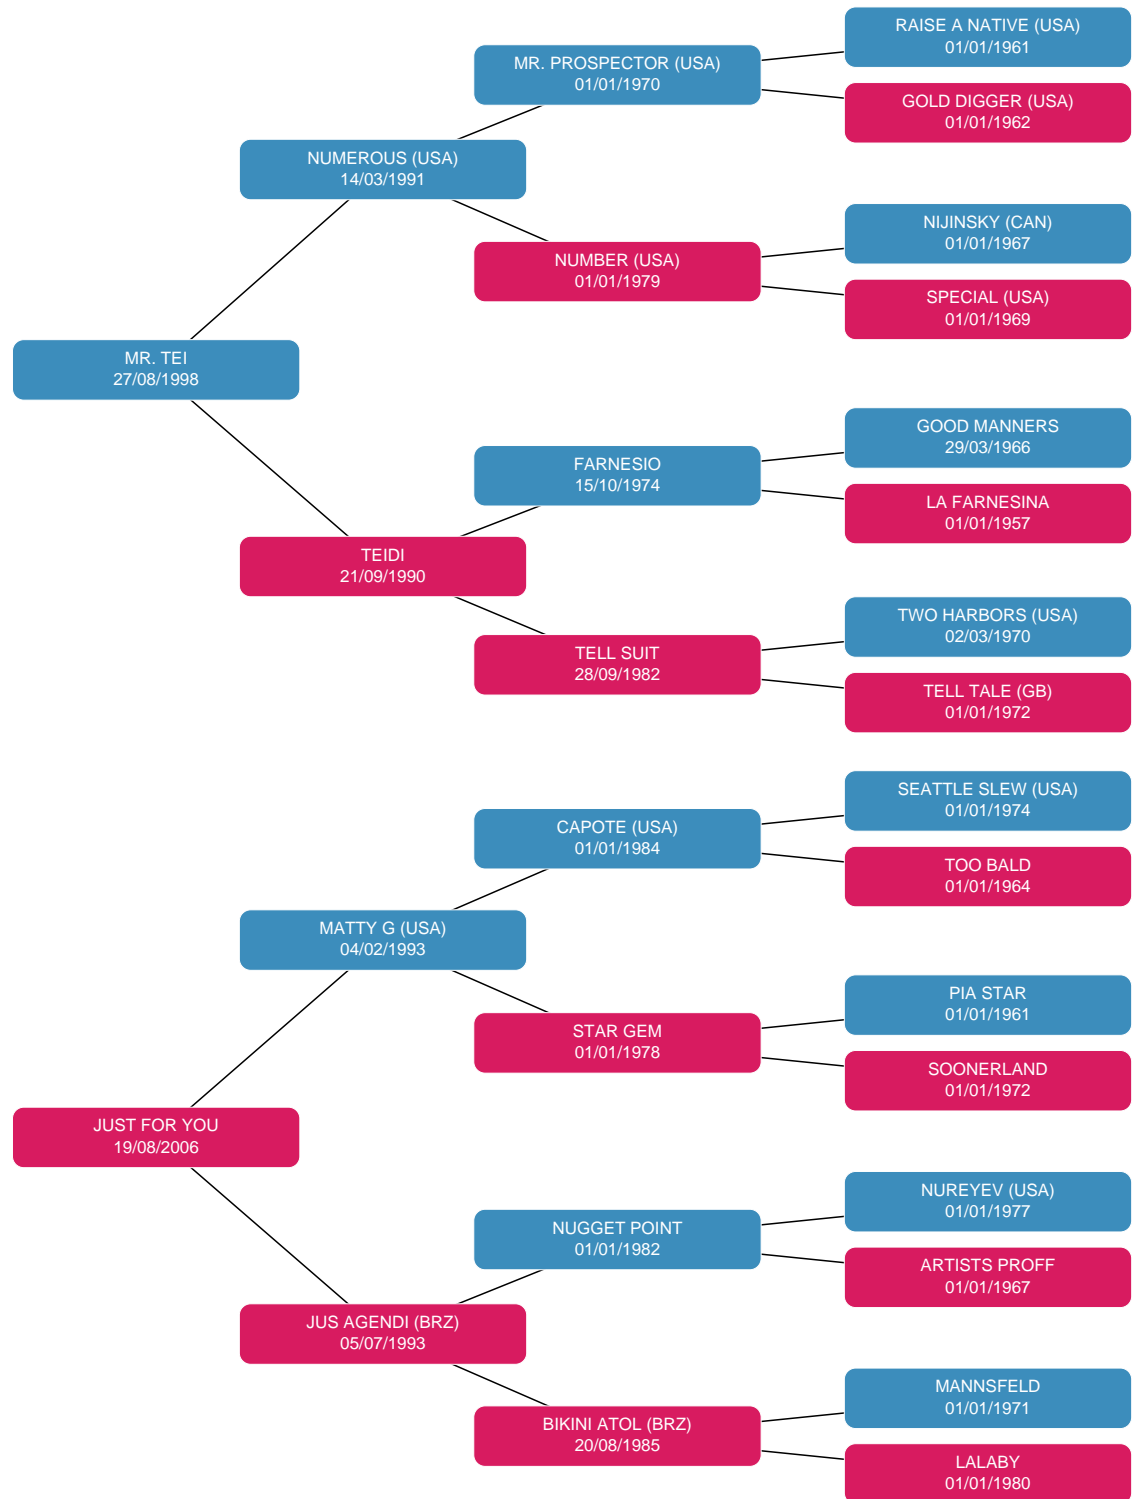 RAISE A NATIVE (USA)
01/01/1961
MR. PROSPECTOR (USA)
01/01/1970
GOLD DIGGER (USA)
01/01/1962
NUMEROUS (USA)
14/03/1991
NIJINSKY (CAN)
01/01/1967
NUMBER (USA)
01/01/1979
SPECIAL (USA)
01/01/1969
MR. TEI
27/08/1998
GOOD MANNERS
29/03/1966
FARNESIO
15/10/1974
LA FARNESINA
01/01/1957
TEIDI
21/09/1990
TWO HARBORS (USA)
02/03/1970
TELL SUIT
28/09/1982
TELL TALE (GB)
01/01/1972
SEATTLE SLEW (USA)
01/01/1974
CAPOTE (USA)
01/01/1984
TOO BALD
01/01/1964
MATTY G (USA)
04/02/1993
PIA STAR
01/01/1961
STAR GEM
01/01/1978
SOONERLAND
01/01/1972
JUST FOR YOU
19/08/2006
NUREYEV (USA)
01/01/1977
NUGGET POINT
01/01/1982
ARTISTS PROFF
01/01/1967
JUS AGENDI (BRZ)
05/07/1993
MANNSFELD
01/01/1971
BIKINI ATOL (BRZ)
20/08/1985
LALABY
01/01/1980